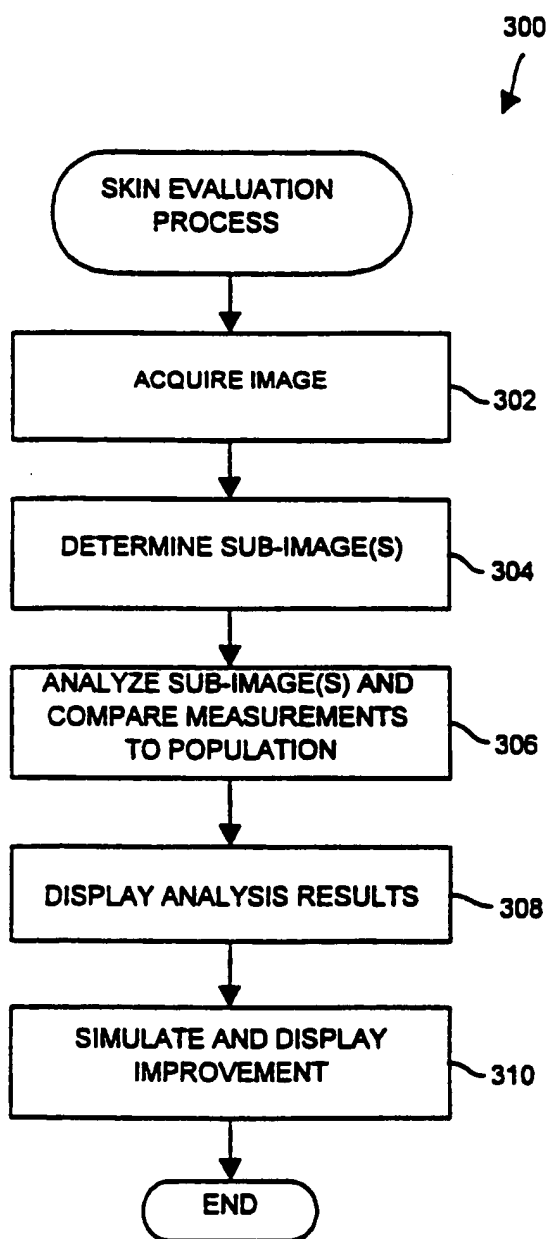 300
SKIN EVALUATION
PROCESS
ACQUIRE IMAGE
302
DETERMINE SUB-IMAGE(S)
304
ANALYZE SUB-IMAGE(S) AND
COMPARE MEASUREMENTS
TO POPULATION
306
DISPLAY ANALYSIS RESULTS
308
SIMULATE AND DISPLAY
IMPROVEMENT
310
END